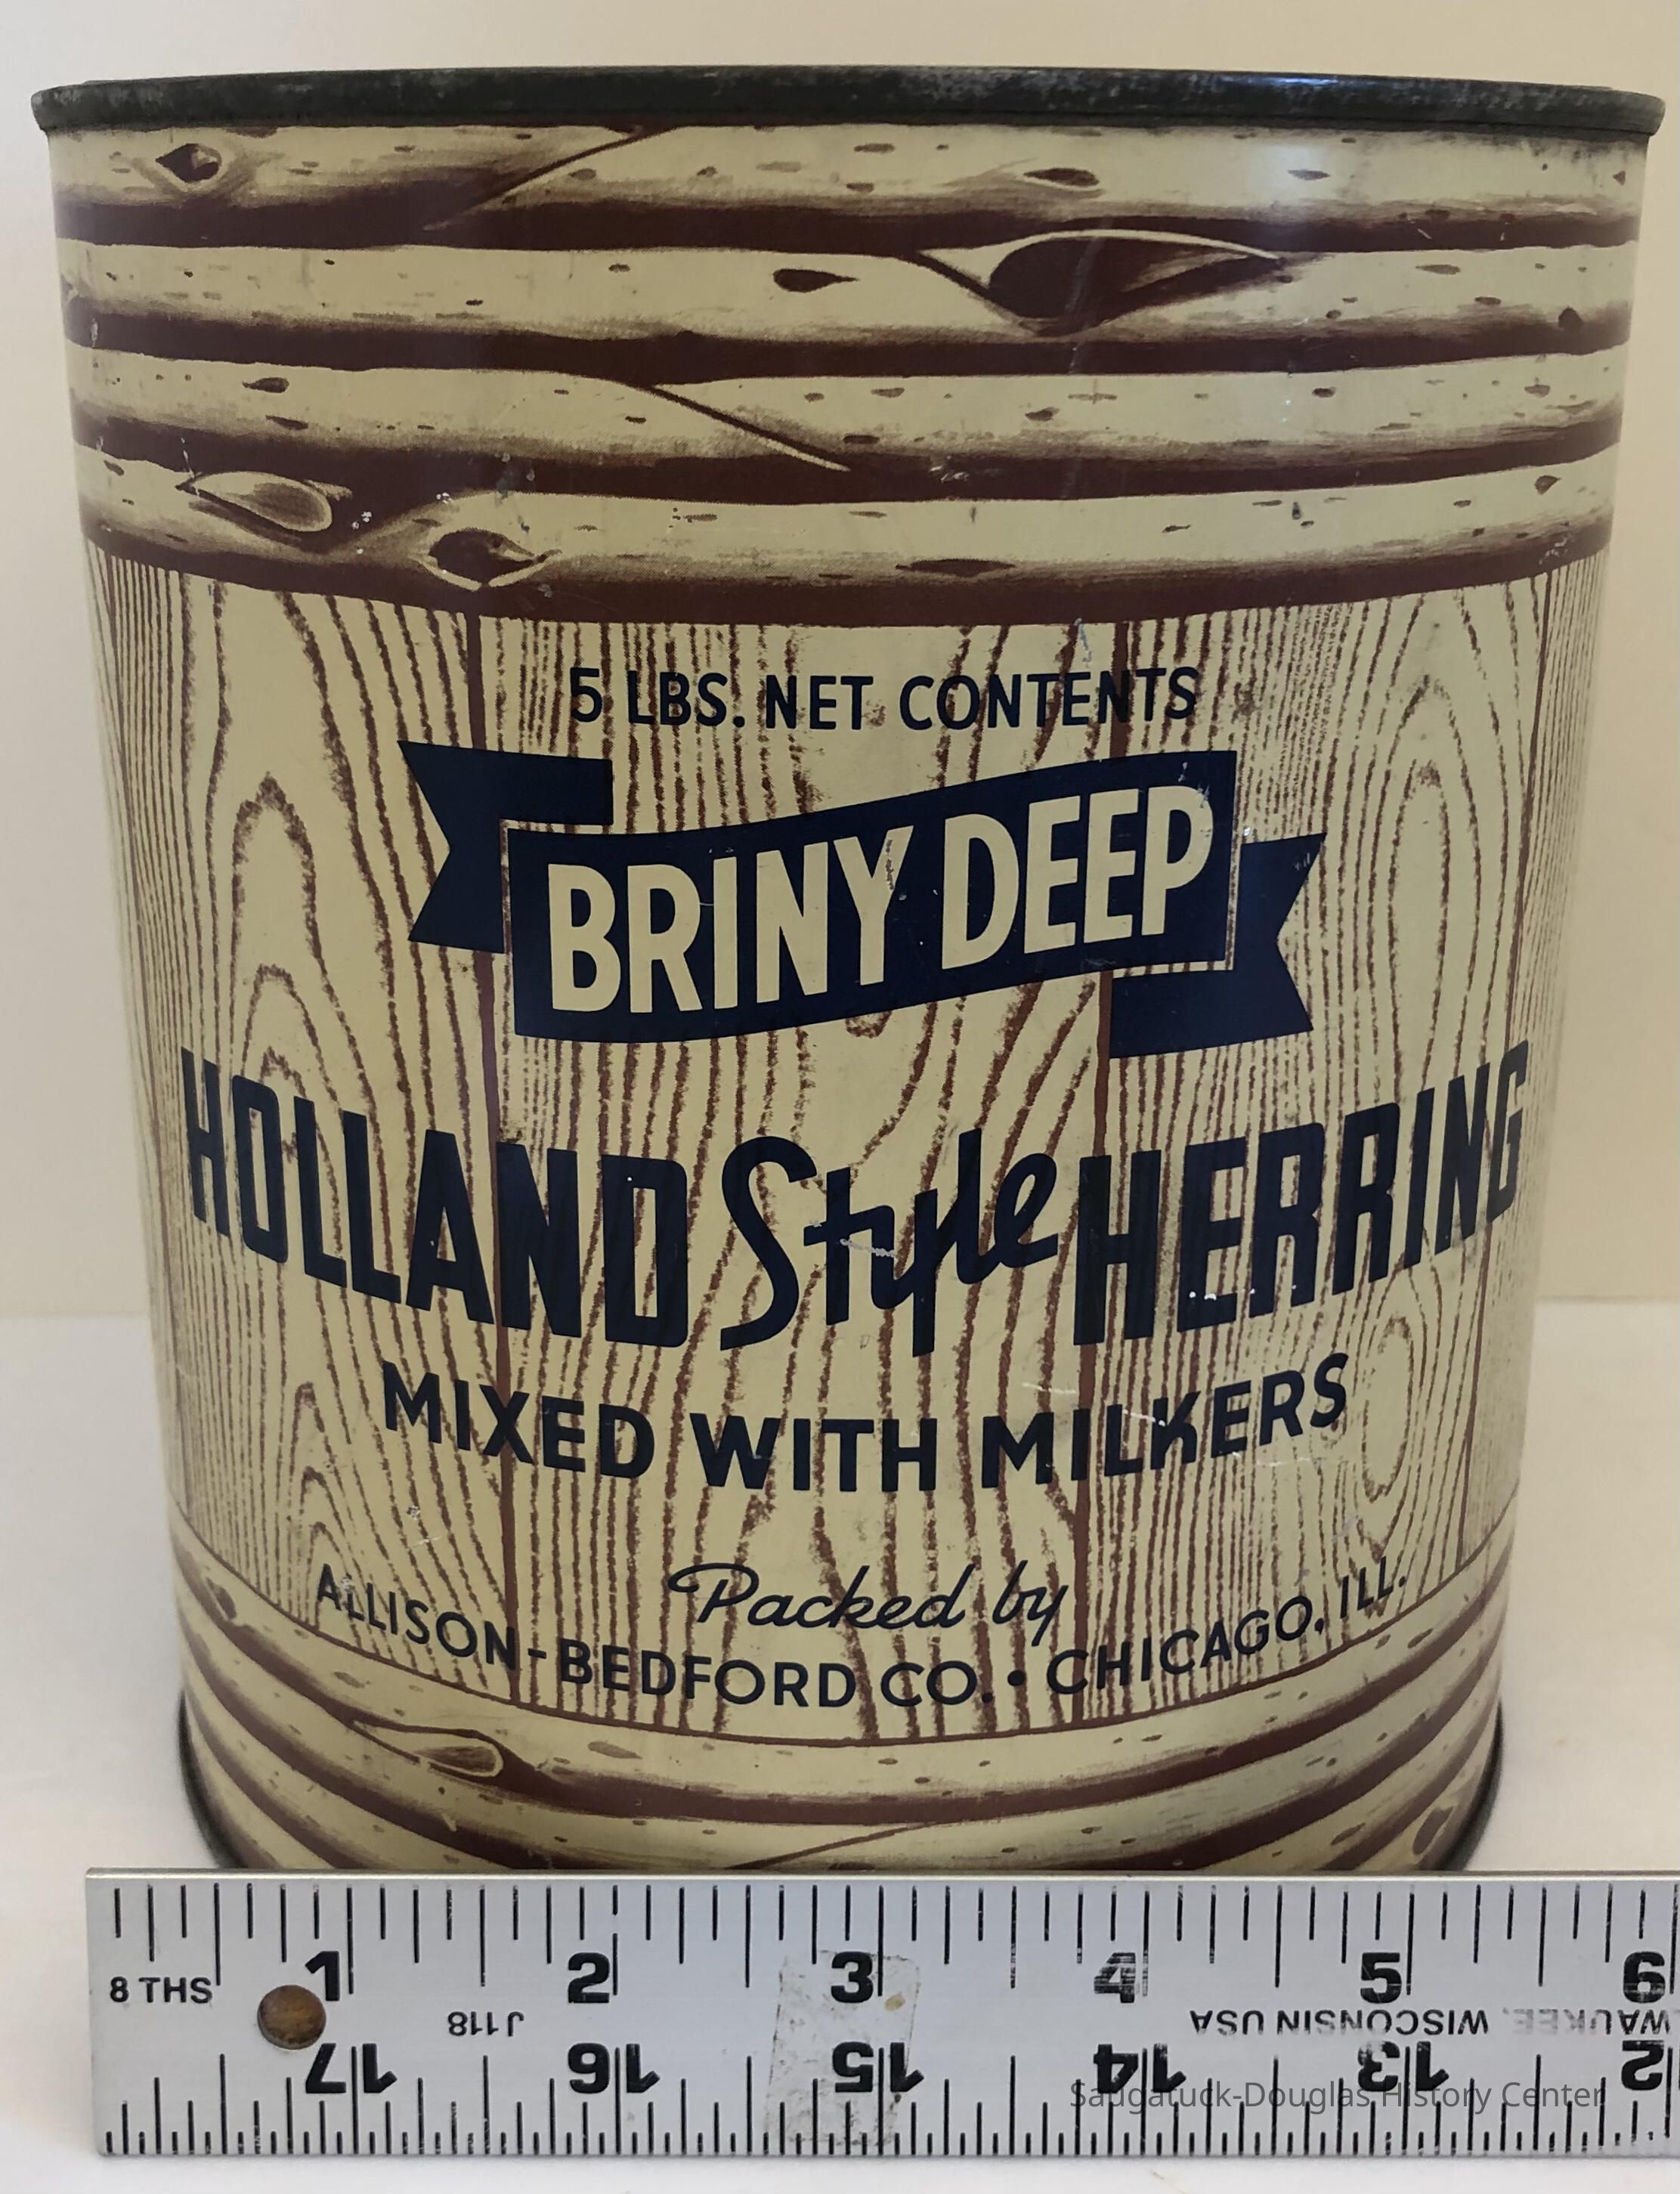 5 LBS. NET CONTENTS
BRINY DEEP
HOLLAND Style HERRING
MIXED WITH MILKERS
Packed by
ALLISON-BEDFORD CO. • CHICAGO, ILL.
1 2 3 4 5 6
8 THS
J118
WAUKEE, WISCONSIN USA
17 16 15 14 13 12
Saugatuck-Douglas History Center